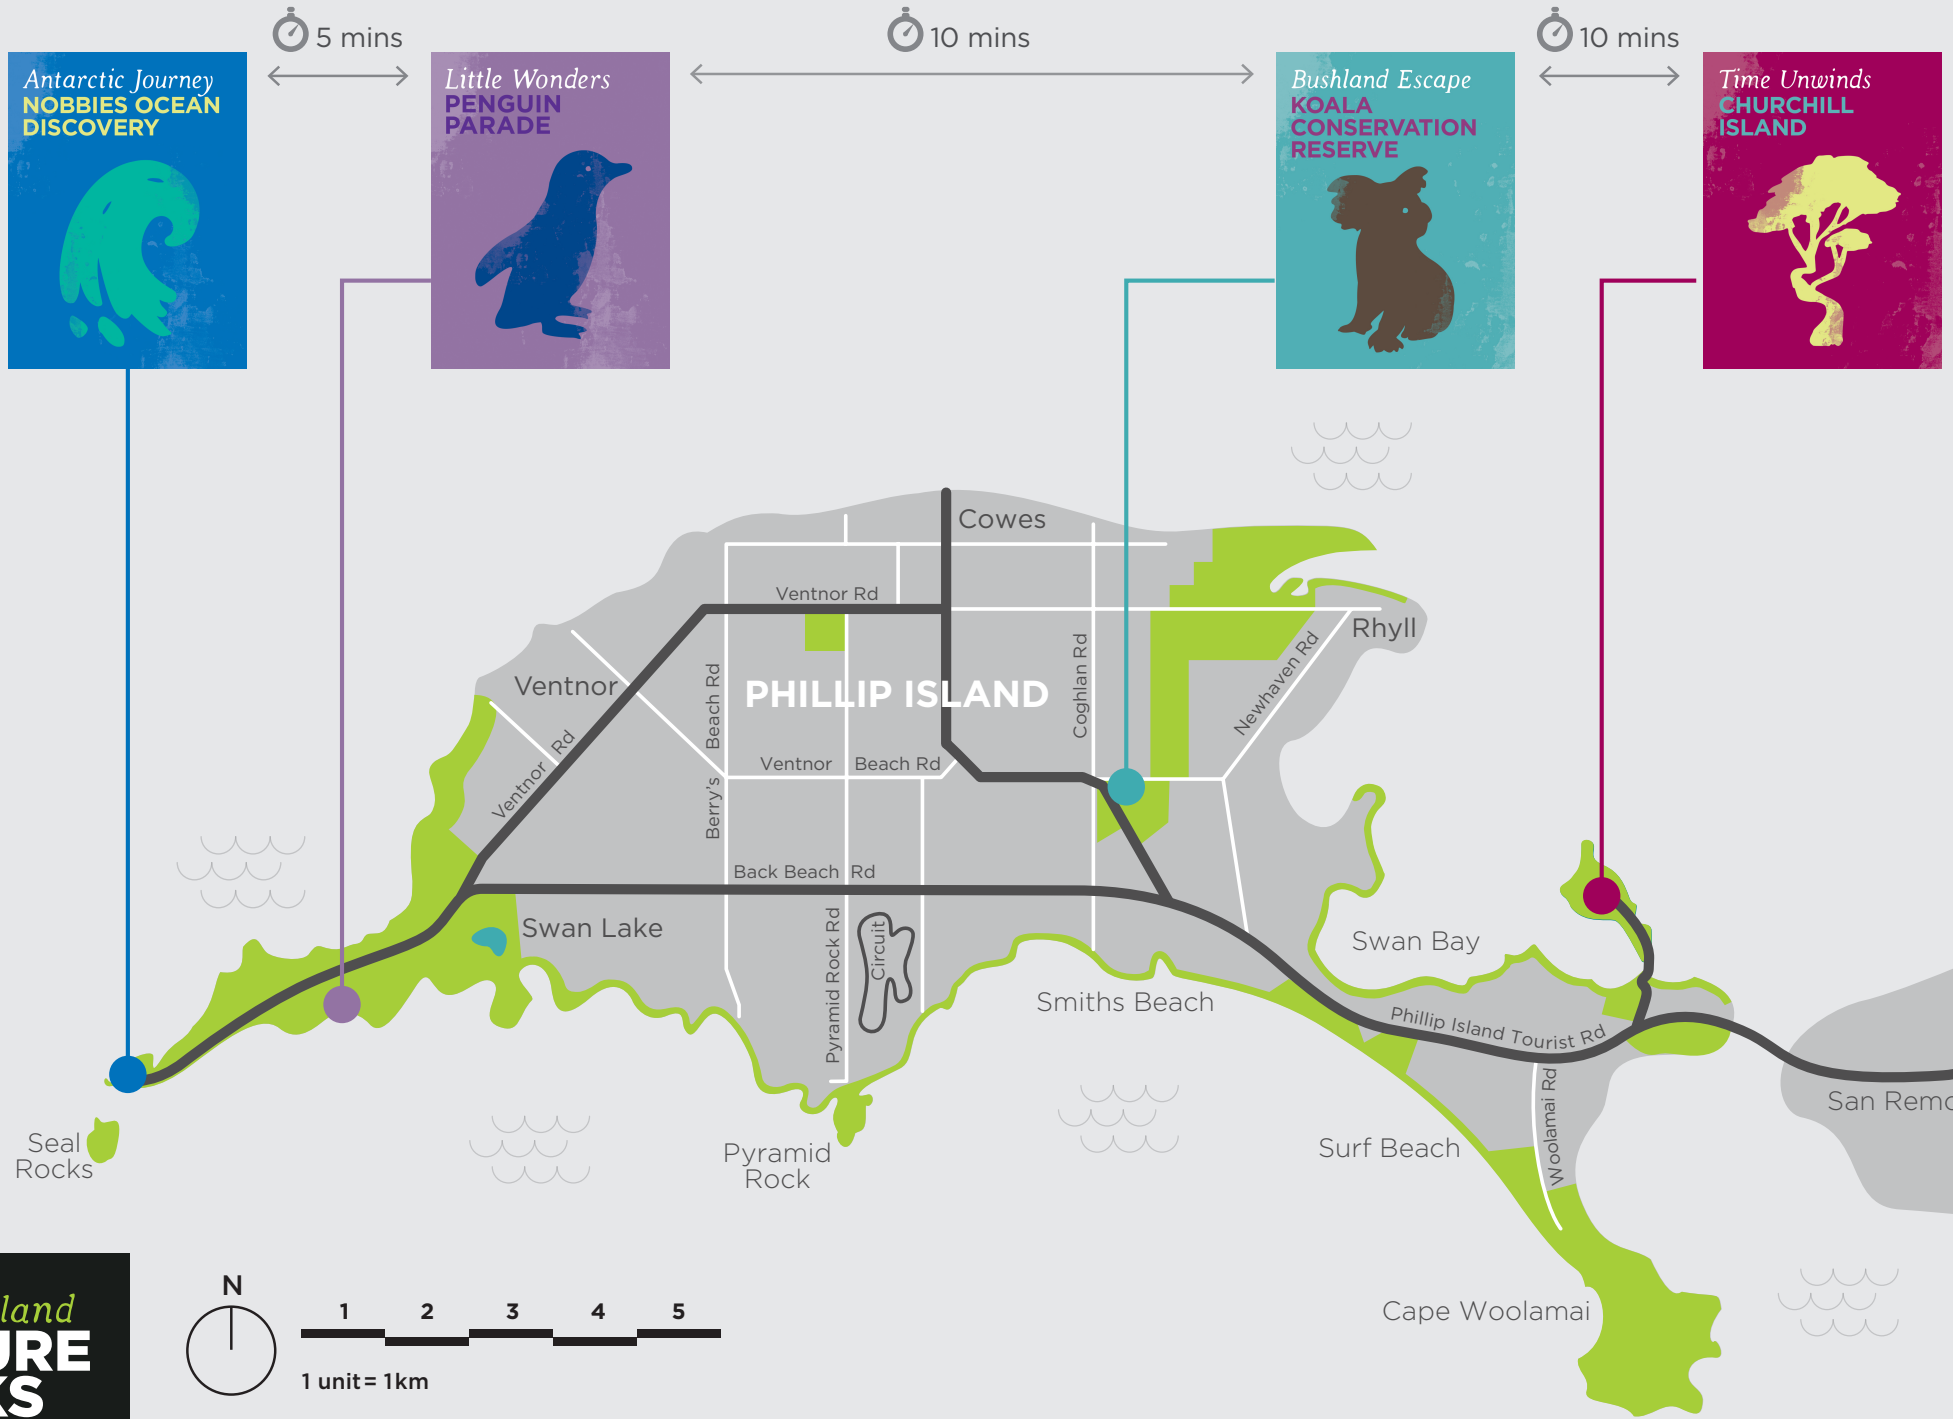 5 mins
10 mins
10 mins
Antarctic Journey
NOBBIES OCEAN
DISCOVERY
Little Wonders
PENGUIN
PARADE
Bushland Escape
KOALA
CONSERVATION
RESERVE
Time Unwinds
CHURCHILL
ISLAND
Cowes
Ventnor Rd
Rhyll
Ventnor
PHILLIP ISLAND
Berry's Beach Rd
Coghlan Rd
Newhaven Rd
Ventnor Rd
Ventnor Beach Rd
Back Beach Rd
Swan Lake
Pyramid Rock Rd
Circuit
Swan Bay
Smiths Beach
Phillip Island Tourist Rd
Woolamai Rd
San Remo
Seal
Rocks
Pyramid
Rock
Surf Beach
Cape Woolamai
land
URE
KS
N
1 2 3 4 5
1 unit = 1km